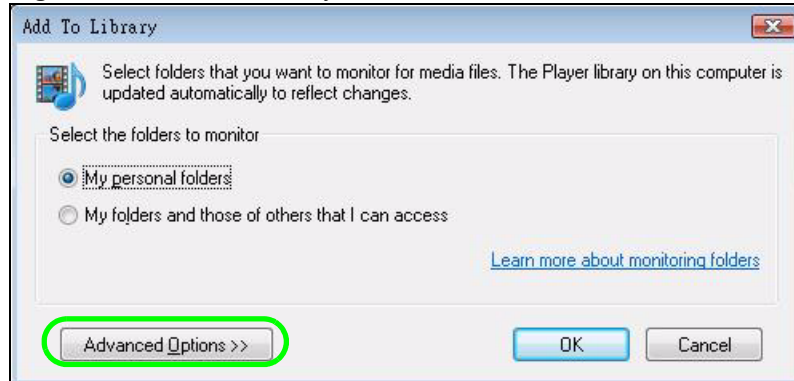 Add To Library
Select folders that you want to monitor for media files. The Player library on this computer is
updated automatically to reflect changes.
Select the folders to monitor
My personal folders
My folders and those of others that I can access
Learn more about monitoring folders
Advanced Options >>
OK
Cancel